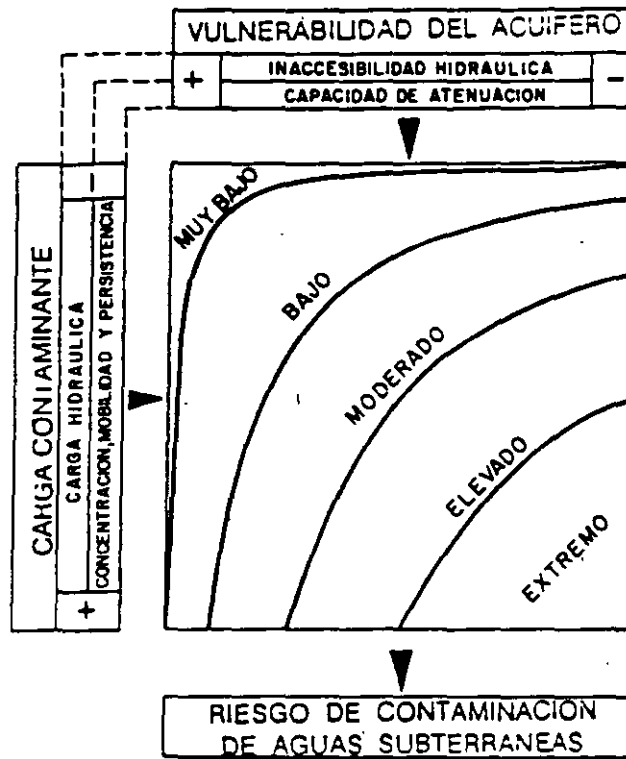 VULNERABILIDAD DEL ACUIFERO
+
INACCESIBILIDAD HIDRAULICA
CAPACIDAD DE ATENUACION
-
CARGA CONTAMINANTE
CARGA HIDRAULICA
CONCENTRACION, MOBILIDAD Y PERSISTENCIA
+
MUY BAJO
BAJO
MODERADO
ELEVADO
EXTREMO
RIESGO DE CONTAMINACION
DE AGUAS SUBTERRANEAS